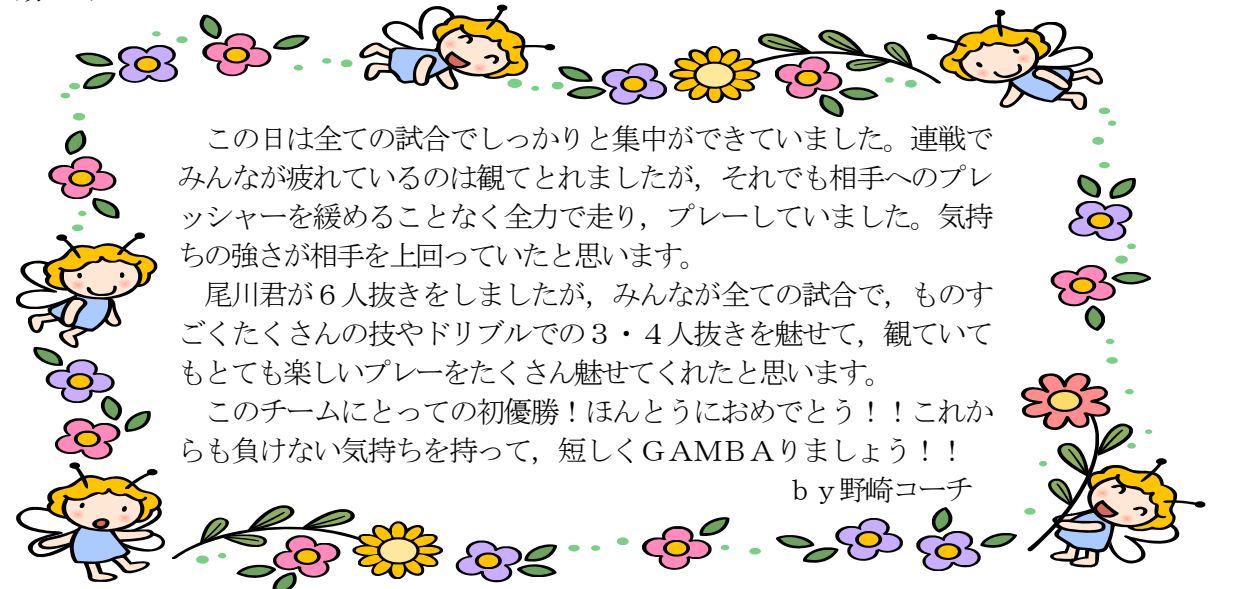 この日は全ての試合でしっかりと集中ができていました。連戦で
みんなが疲れているのは観てとれましたが，それでも相手へのプレ
ッシャーを緩めることなく全力で走り，プレーしていました。気持
ちの強さが相手を上回っていたと思います。
尾川君が６人抜きをしましたが，みんなが全ての試合で，ものす
ごくたくさんの技やドリブルでの３・４人抜きを魅せて，観ていて
もとても楽しいプレーをたくさん魅せてくれたと思います。
このチームにとっての初優勝！ほんとうにおめでとう！！これか
らも負けない気持ちを持って，短しくＧＡＭＢＡりましょう！！
ｂｙ野崎コーチ